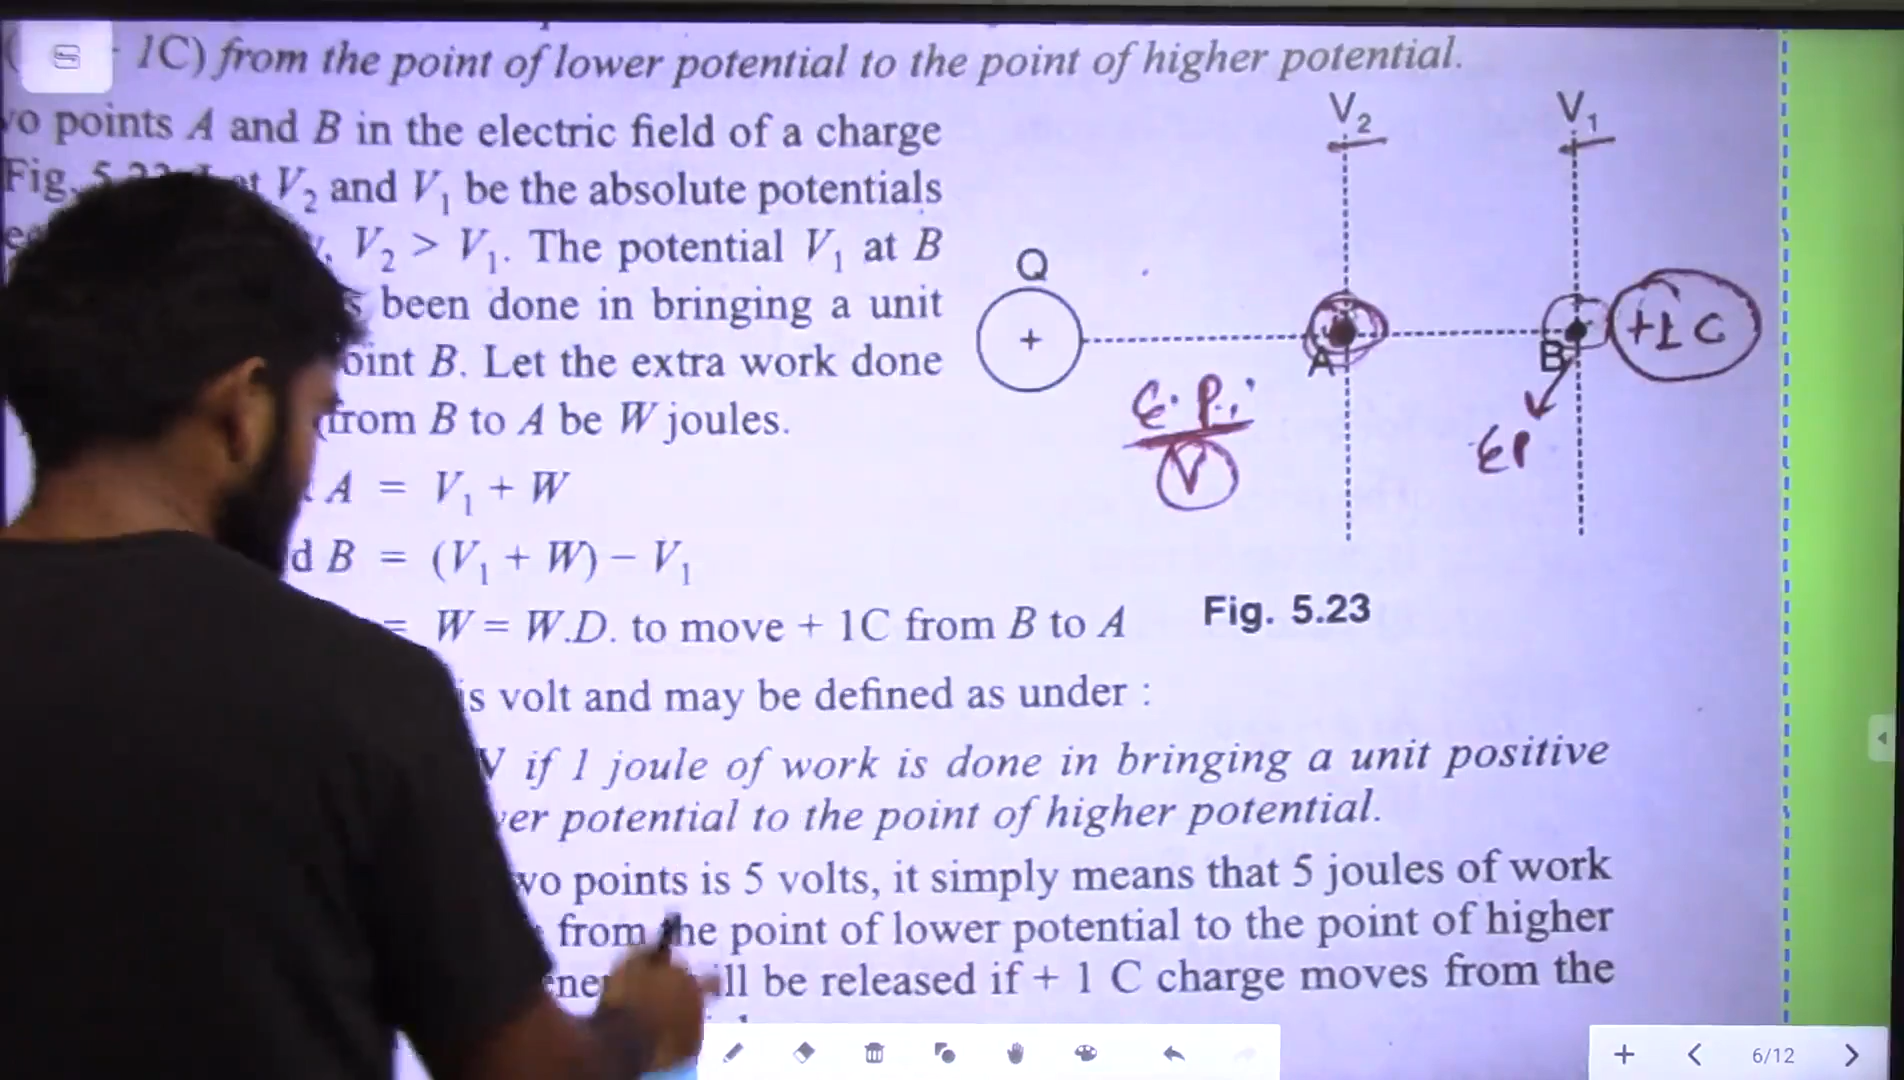 1C) from the point of lower potential to the point of higher potential.
V₂ V₁
points A and B in the electric field of a charge
Fig. V₂ and V₁ be the absolute potentials
V₂ > V₁. The potential V₁ at B
Q
been done in bringing a unit
+ A B +1 C
B. Let the extra work done
E.P.
V
from B to A be W joules.
A = V₁ + W
B = (V₁ + W) – V₁
= W = W.D. to move + 1C from B to A
Fig. 5.23
is volt and may be defined as under :
if 1 joule of work is done in bringing a unit positive
potential to the point of higher potential.
points is 5 volts, it simply means that 5 joules of work
from the point of lower potential to the point of higher
be released if + 1 C charge moves from the
6/12